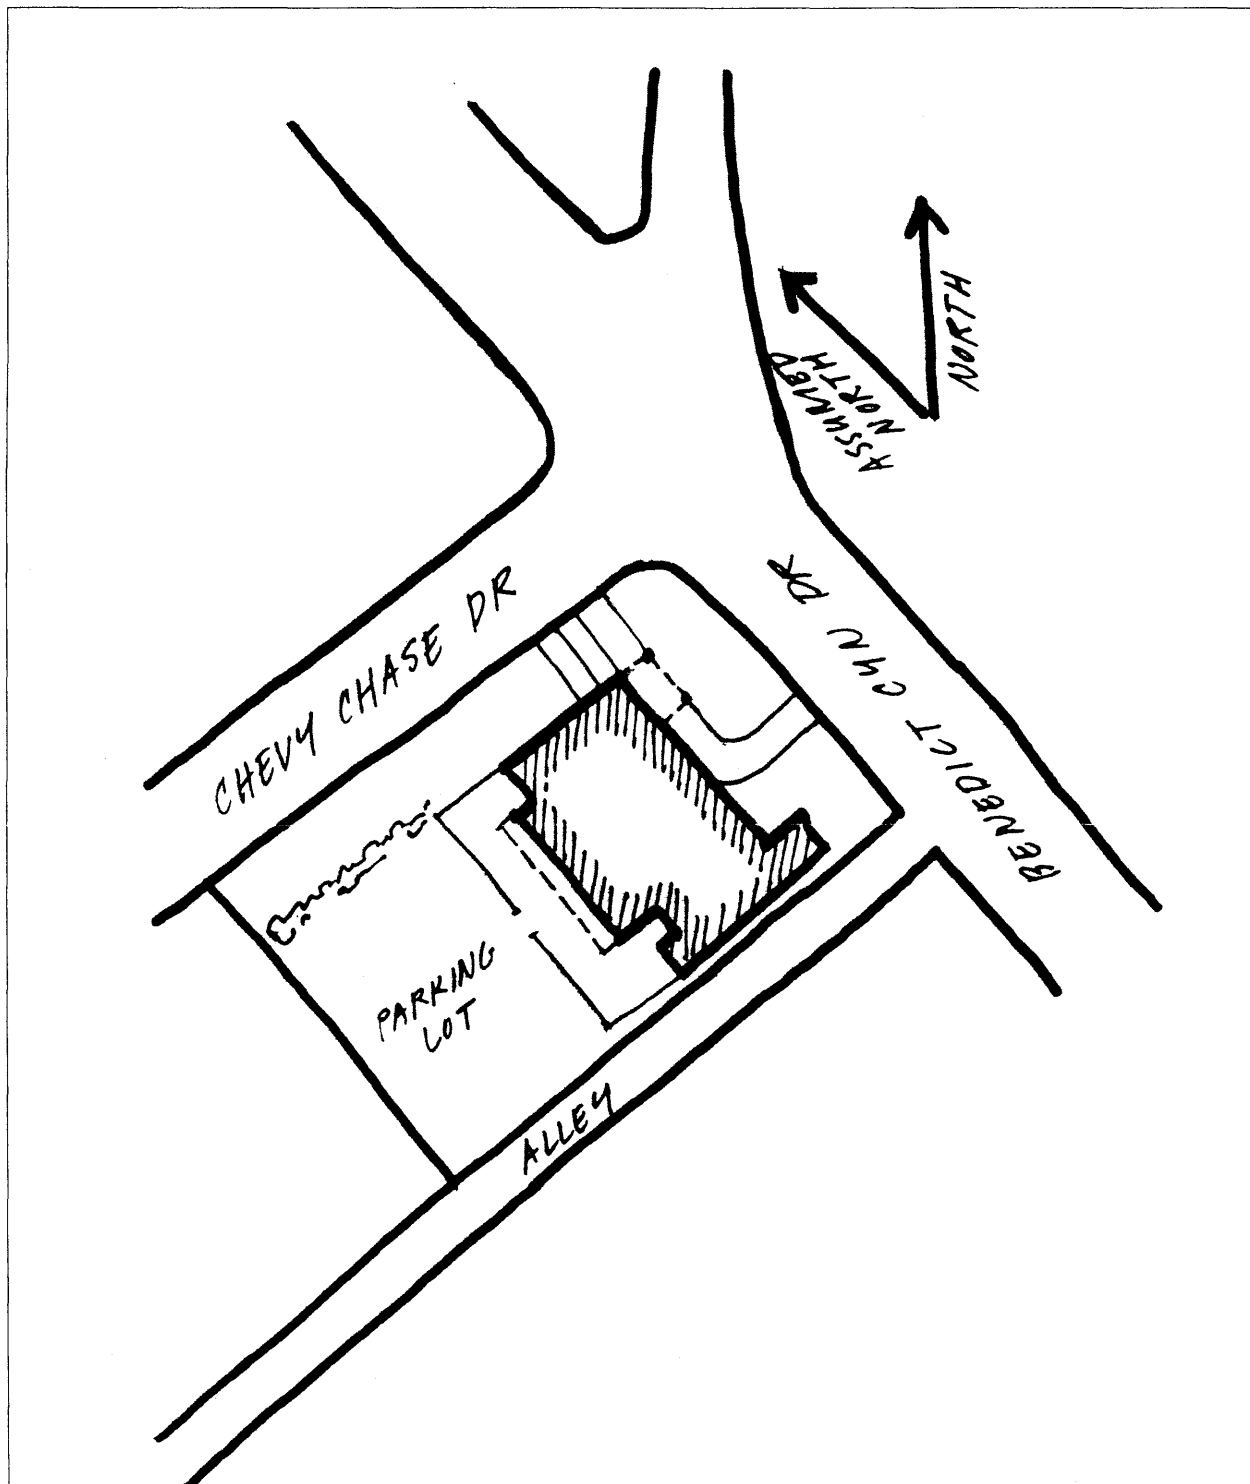 NORTH
ASSUMED
NORTH
CHEVY CHASE DR
BENEDICT CYN DR
PARKING
LOT
ALLEY